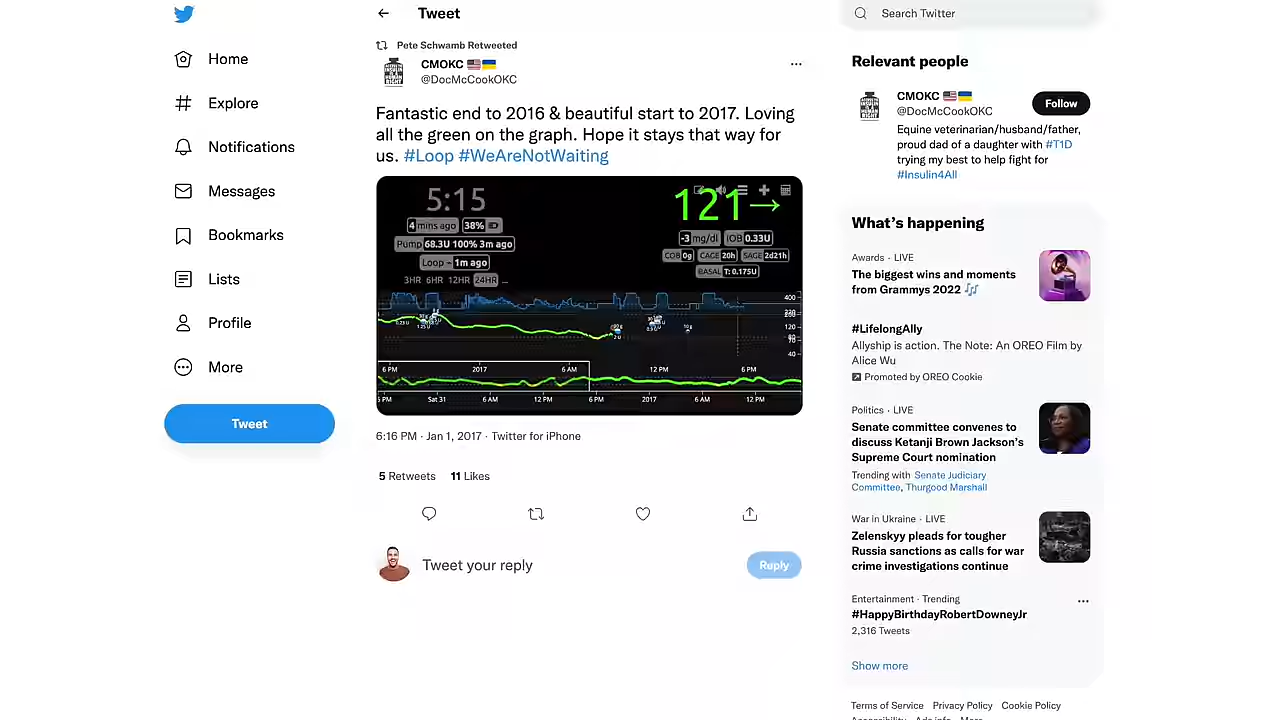 Home
Explore
Notifications
Messages
Bookmarks
Lists
Profile
More
Tweet
Tweet
Pete Schwamb Retweeted
CMOKC 🇺🇸🇺🇦
@DocMcCookOKC
Fantastic end to 2016 & beautiful start to 2017. Loving
all the green on the graph. Hope it stays that way for
us. #Loop #WeAreNotWaiting
5:15
4 mins ago 38%
Pump 68.3U 100% 3m ago
Loop ~ 1m ago
3HR 6HR 12HR 24HR ...
121→
-3 mg/dl IOB 0.33U
COB 0g CAGE 20h SAGE 2d21h
BASAL T: 0.175U
400
120
40
6 PM 2017 6 AM 12 PM 6 PM
PM Sat 31 6 AM 12 PM 6 PM 2017 6 AM 12 PM
6:16 PM · Jan 1, 2017 · Twitter for iPhone
5 Retweets 11 Likes
Tweet your reply
Reply
Search Twitter
Relevant people
CMOKC 🇺🇸🇺🇦
@DocMcCookOKC
Follow
Equine veterinarian/husband/father,
proud dad of a daughter with #T1D
trying my best to help fight for
#Insulin4All
What's happening
Awards · LIVE
The biggest wins and moments
from Grammys 2022 🎶
#LifelongAlly
Allyship is action. The Note: An OREO Film by
Alice Wu
Promoted by OREO Cookie
Politics · LIVE
Senate committee convenes to
discuss Ketanji Brown Jackson's
Supreme Court nomination
Trending with Senate Judiciary
Committee, Thurgood Marshall
War in Ukraine · LIVE
Zelenskyy pleads for tougher
Russia sanctions as calls for war
crime investigations continue
Entertainment · Trending
#HappyBirthdayRobertDowneyJr
2,316 Tweets
Show more
Terms of Service Privacy Policy Cookie Policy